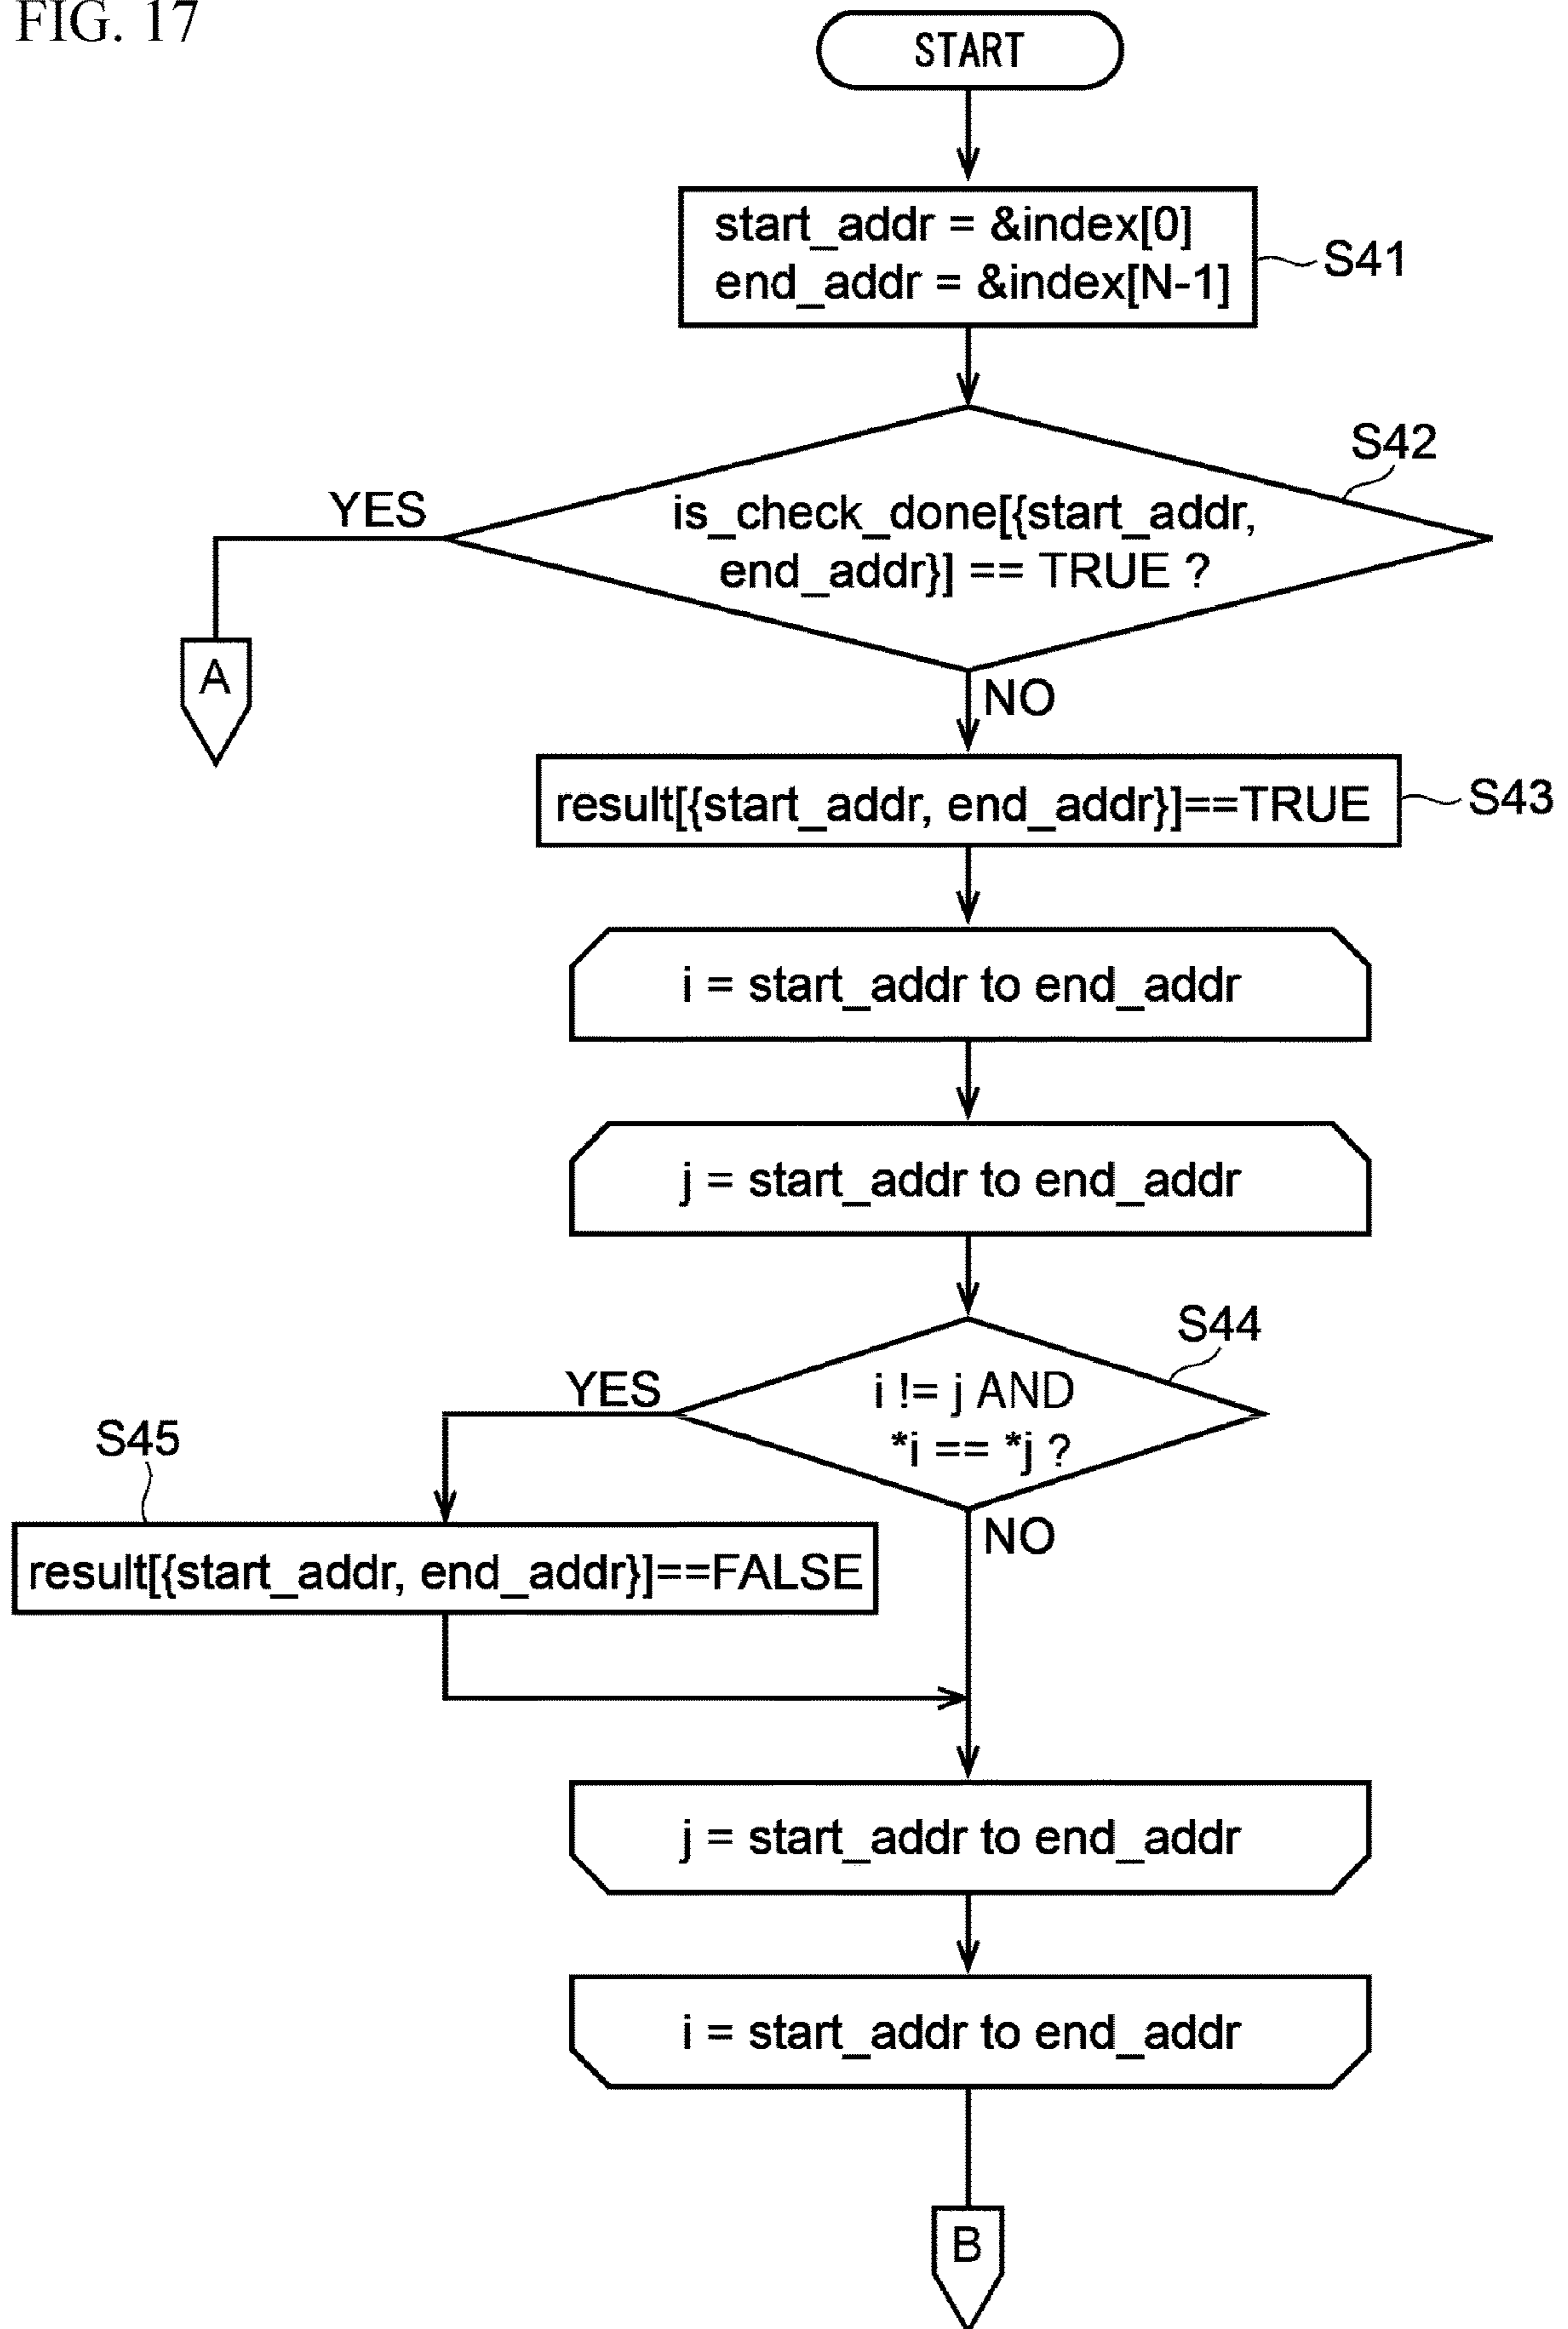 FIG. 17
START
start_addr = &index[0]
end_addr = &index[N-1]
S41
S42
YES
is_check_done[{start_addr,
end_addr}] == TRUE ?
A
NO
result[{start_addr, end_addr}]==TRUE
S43
i = start_addr to end_addr
j = start_addr to end_addr
S44
YES
i != j AND
*i == *j ?
S45
NO
result[{start_addr, end_addr}]==FALSE
j = start_addr to end_addr
i = start_addr to end_addr
B